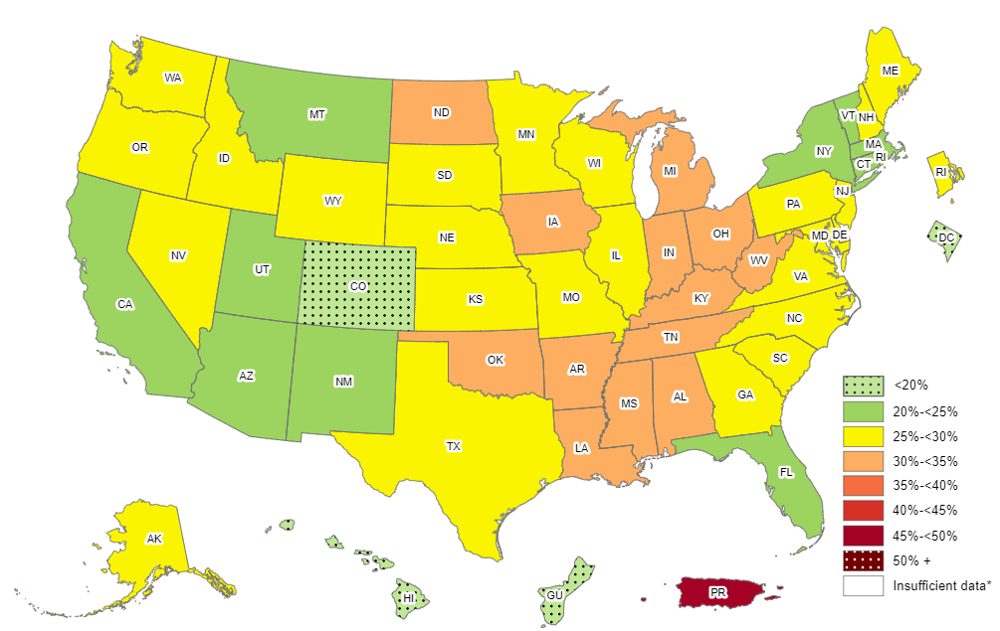 WA
ME
MT
ND
MN
VT
NH
OR
ID
SD
WI
NY
MA
RI
CT
MI
RI
WY
NJ
PA
IA
NE
OH
MD
DE
DC
NV
UT
CO
IL
IN
WV
VA
CA
KS
MO
KY
NC
TN
OK
SC
AZ
NM
AR
MS
AL
GA
TX
LA
FL
AK
HI
GU
PR
<20%
20%-<25%
25%-<30%
30%-<35%
35%-<40%
40%-<45%
45%-<50%
50% +
Insufficient data*